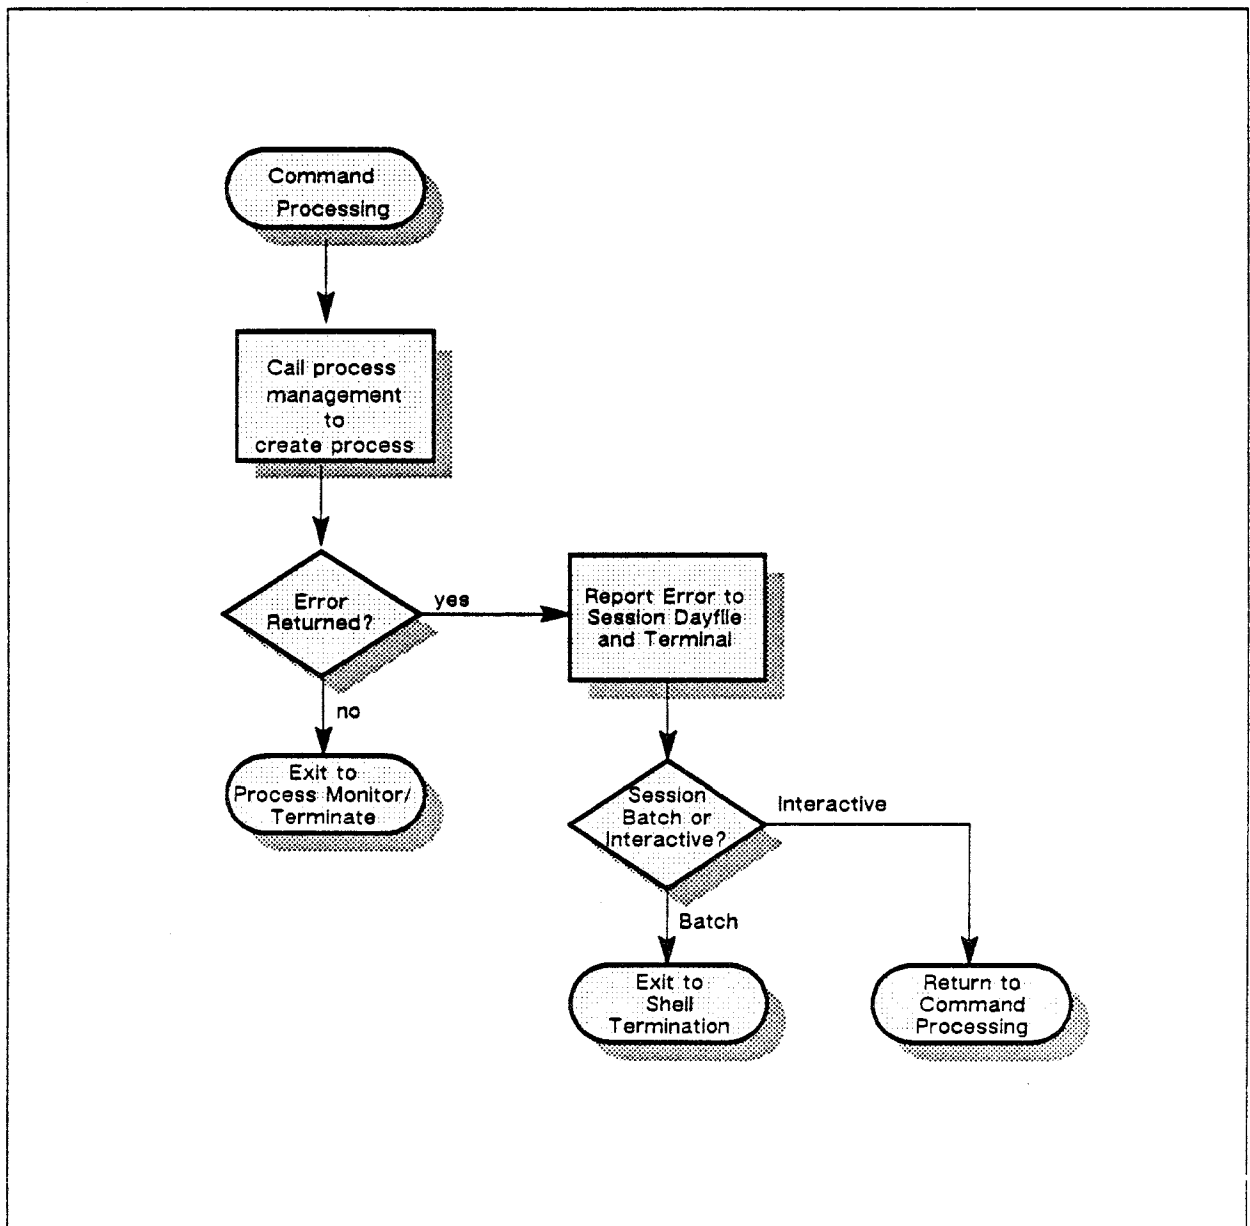 Command
Processing
Call process
management
to
create process
Error
Returned?
yes
Report Error to
Session Dayfile
and Terminal
no
Exit to
Process Monitor/
Terminate
Session
Batch or
Interactive?
Interactive
Batch
Exit to
Shell
Termination
Return to
Command
Processing